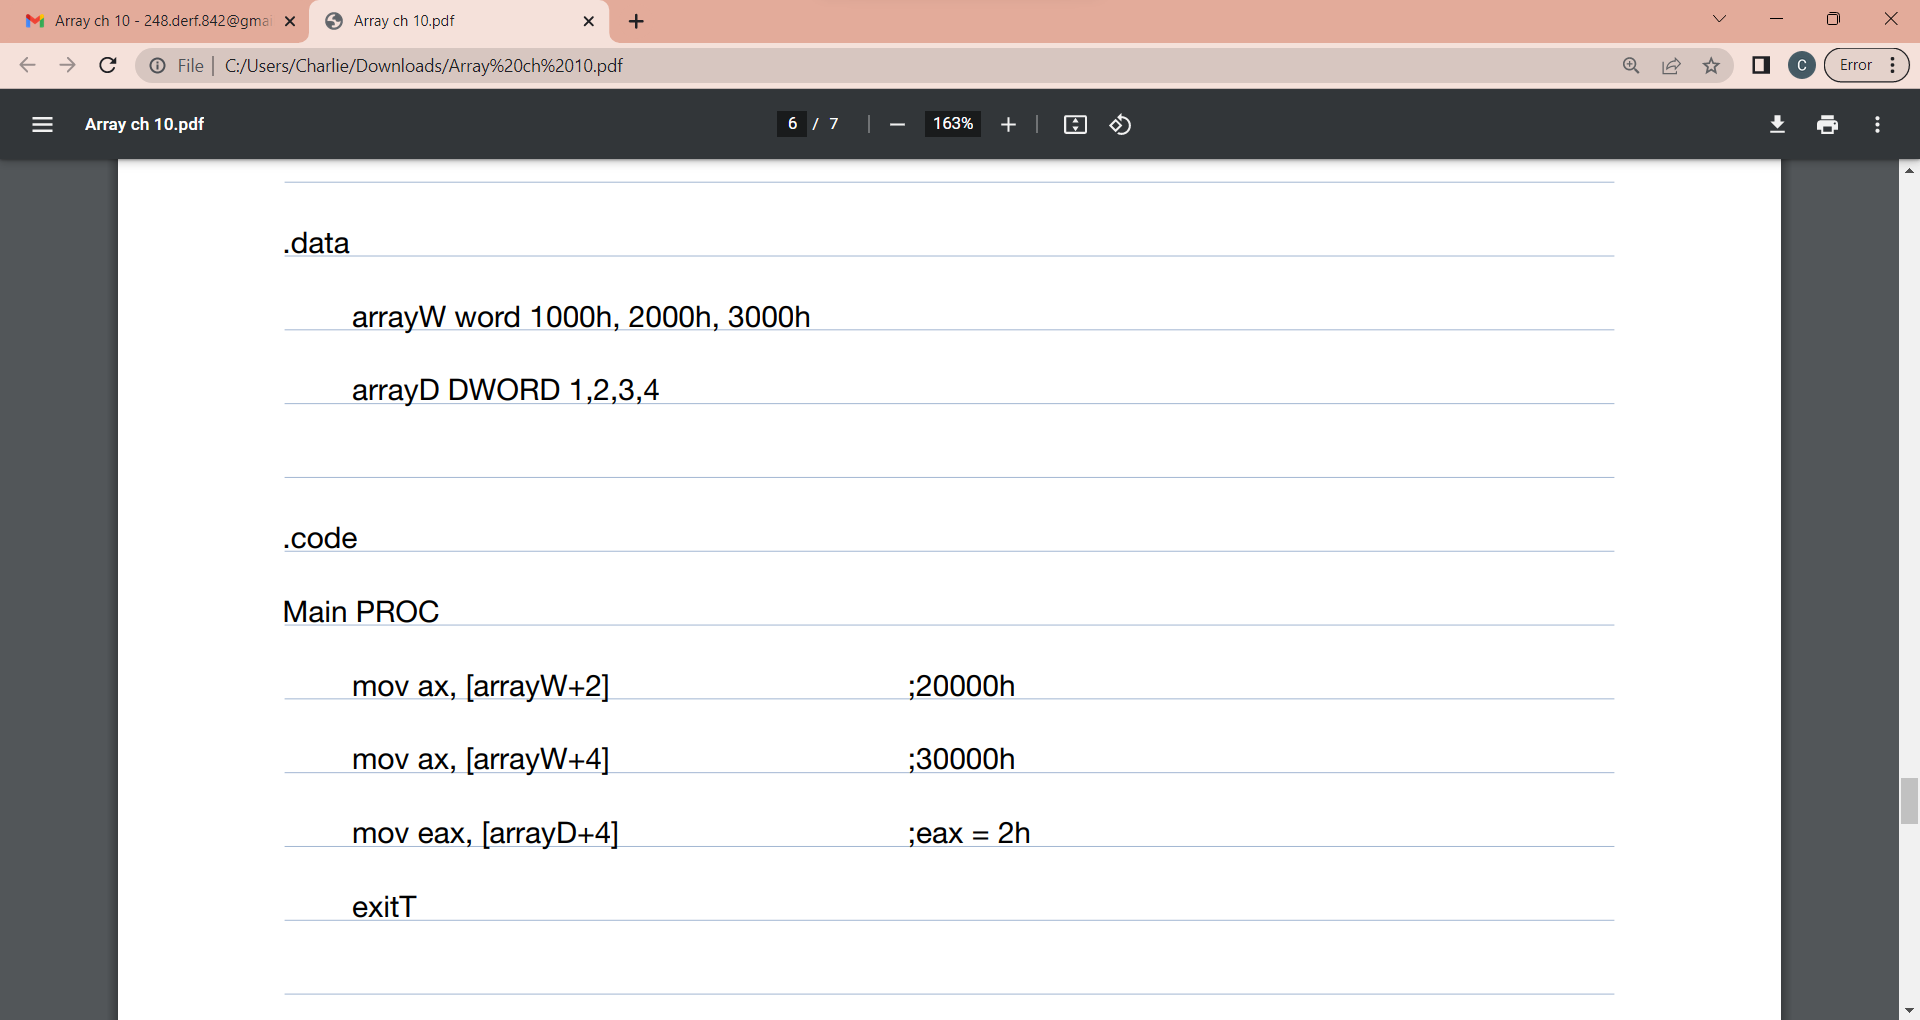 Array ch 10 - 248.derf.842@gmai
Array ch 10.pdf
File | C:/Users/Charlie/Downloads/Array%20ch%2010.pdf
C
Error
Array ch 10.pdf
6 / 7
163%
.data
arrayW word 1000h, 2000h, 3000h
arrayD DWORD 1,2,3,4
.code
Main PROC
mov ax, [arrayW+2] ;20000h
mov ax, [arrayW+4] ;30000h
mov eax, [arrayD+4] ;eax = 2h
exitT